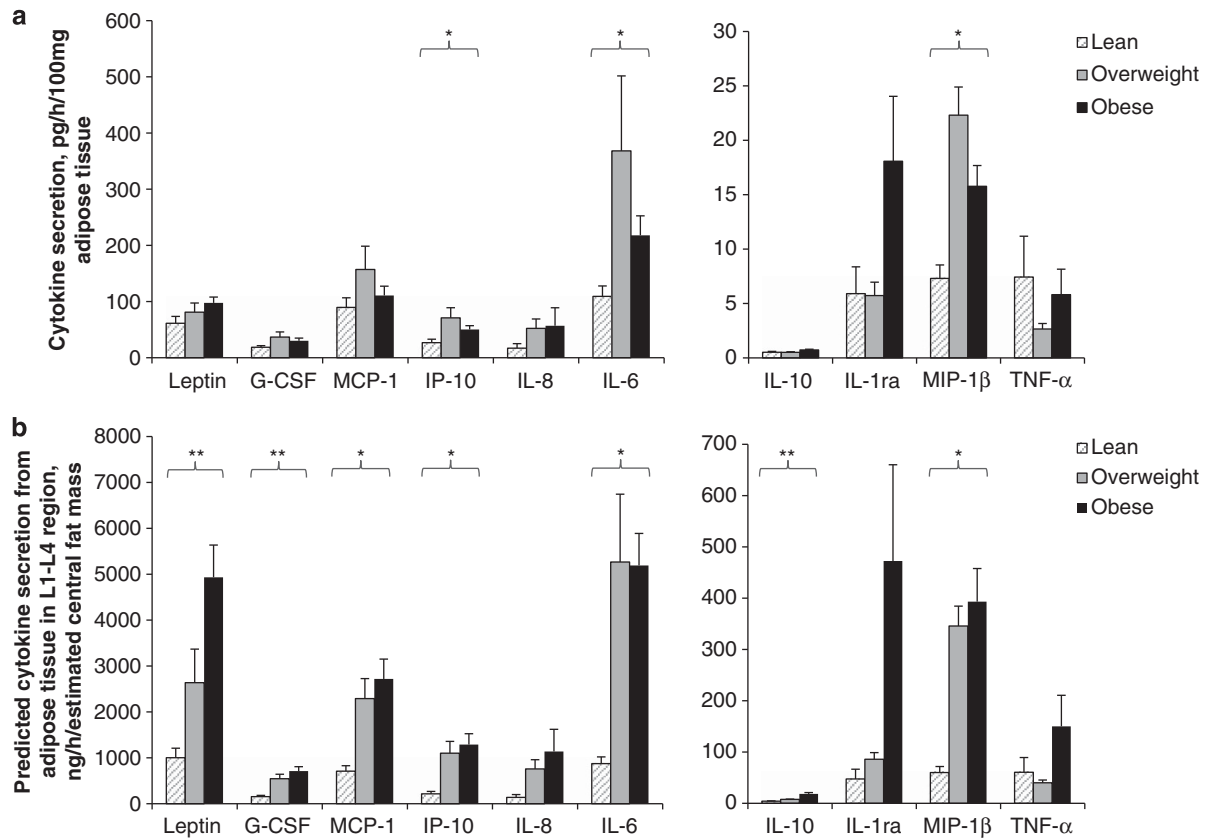 a
Cytokine secretion, pg/h/100mg
adipose tissue
600
500
400
300
200
100
0
*
*
Leptin G-CSF MCP-1 IP-10 IL-8 IL-6
30
25
20
15
10
5
0
*
IL-10 IL-1ra MIP-1β TNF-α
Lean
Overweight
Obese
b
Predicted cytokine secretion from
adipose tissue in L1-L4 region,
ng/h/estimated central fat mass
8000
7000
6000
5000
4000
3000
2000
1000
0
**
**
*
*
*
Leptin G-CSF MCP-1 IP-10 IL-8 IL-6
700
600
500
400
300
200
100
0
**
*
IL-10 IL-1ra MIP-1β TNF-α
Lean
Overweight
Obese